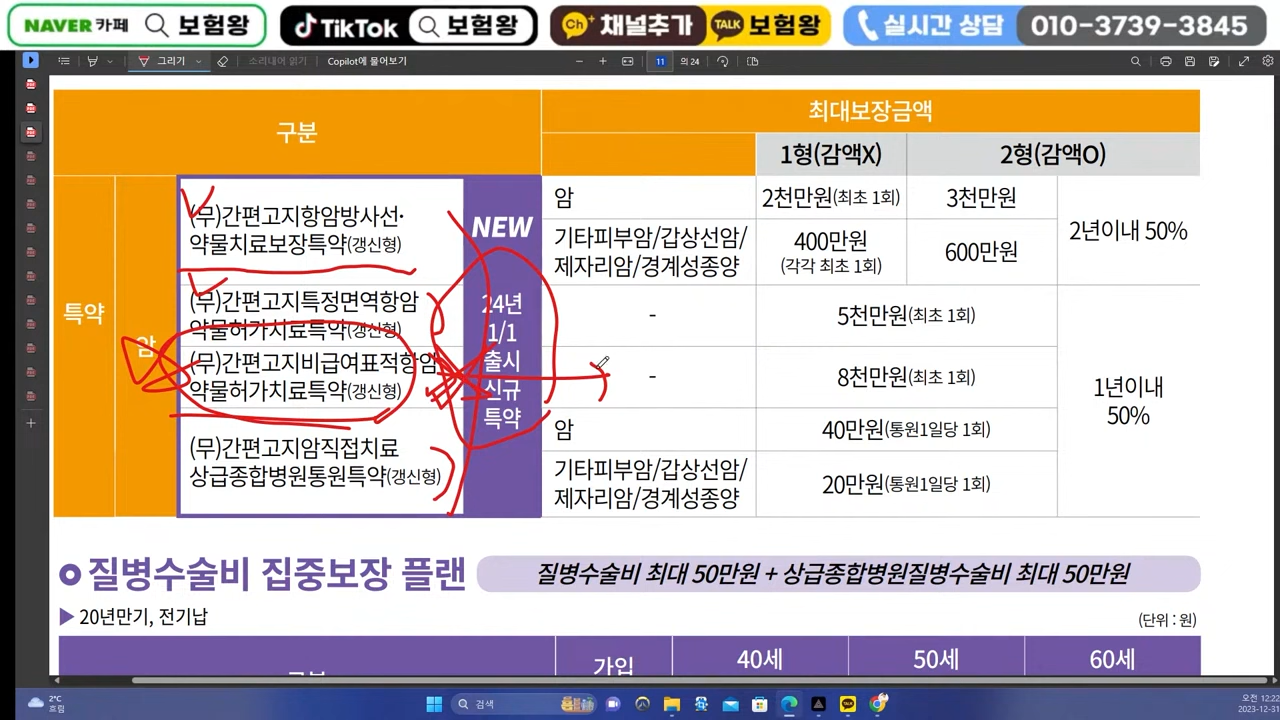 NAVER 카페 보험왕
TikTok 보험왕
Ch+ 채널추가 TALK 보험왕
실시간 상담 010-3739-3845
그리기 소리내어 읽기 Copilot에 물어보기
11 의 24
구분
최대보장금액
1형(감액X) 2형(감액O)
특약
암
(무)간편고지항암방사선·
약물치료보장특약(갱신형)
(무)간편고지특정면역항암
약물허가치료특약(갱신형)
(무)간편고지비급여표적항암
약물허가치료특약(갱신형)
(무)간편고지암직접치료
상급종합병원통원특약(갱신형)
NEW
24년
1/1
출시
신규
특약
암 2천만원(최초 1회) 3천만원
기타피부암/갑상선암/
제자리암/경계성종양
400만원
(각각 최초 1회)
600만원
2년이내 50%
- 5천만원(최초 1회)
- 8천만원(최초 1회)
암 40만원(통원1일당 1회)
기타피부암/갑상선암/
제자리암/경계성종양
20만원(통원1일당 1회)
1년이내
50%
질병수술비 집중보장 플랜
질병수술비 최대 50만원 + 상급종합병원질병수술비 최대 50만원
▶ 20년만기, 전기납
(단위 : 원)
구분 가입 40세 50세 60세
2°C
흐림
검색
오전 12:22
2023-12-31